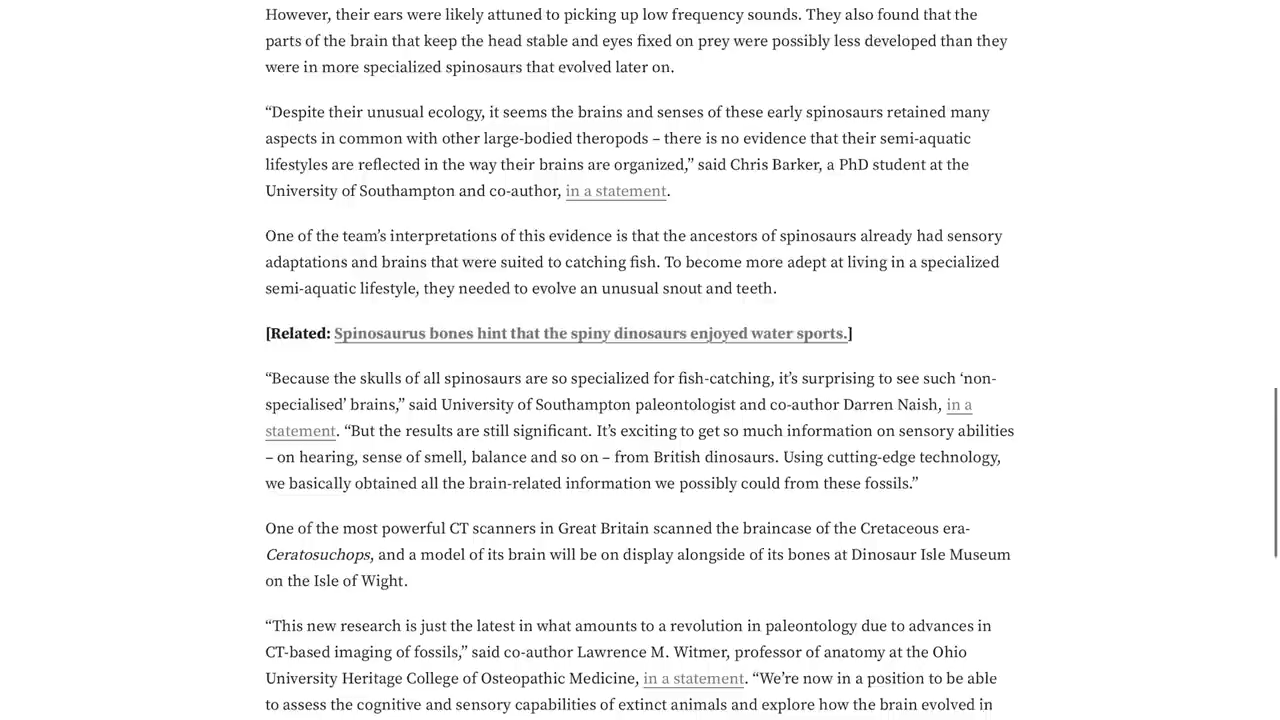 However, their ears were likely attuned to picking up low frequency sounds. They also found that the
parts of the brain that keep the head stable and eyes fixed on prey were possibly less developed than they
were in more specialized spinosaurs that evolved later on.
“Despite their unusual ecology, it seems the brains and senses of these early spinosaurs retained many
aspects in common with other large-bodied theropods – there is no evidence that their semi-aquatic
lifestyles are reflected in the way their brains are organized,” said Chris Barker, a PhD student at the
University of Southampton and co-author, in a statement.
One of the team’s interpretations of this evidence is that the ancestors of spinosaurs already had sensory
adaptations and brains that were suited to catching fish. To become more adept at living in a specialized
semi-aquatic lifestyle, they needed to evolve an unusual snout and teeth.
[Related: Spinosaurus bones hint that the spiny dinosaurs enjoyed water sports.]
“Because the skulls of all spinosaurs are so specialized for fish-catching, it’s surprising to see such ‘non-
specialised’ brains,” said University of Southampton paleontologist and co-author Darren Naish, in a
statement. “But the results are still significant. It’s exciting to get so much information on sensory abilities
– on hearing, sense of smell, balance and so on – from British dinosaurs. Using cutting-edge technology,
we basically obtained all the brain-related information we possibly could from these fossils.”
One of the most powerful CT scanners in Great Britain scanned the braincase of the Cretaceous era-
Ceratosuchops, and a model of its brain will be on display alongside of its bones at Dinosaur Isle Museum
on the Isle of Wight.
“This new research is just the latest in what amounts to a revolution in paleontology due to advances in
CT-based imaging of fossils,” said co-author Lawrence M. Witmer, professor of anatomy at the Ohio
University Heritage College of Osteopathic Medicine, in a statement. “We’re now in a position to be able
to assess the cognitive and sensory capabilities of extinct animals and explore how the brain evolved in